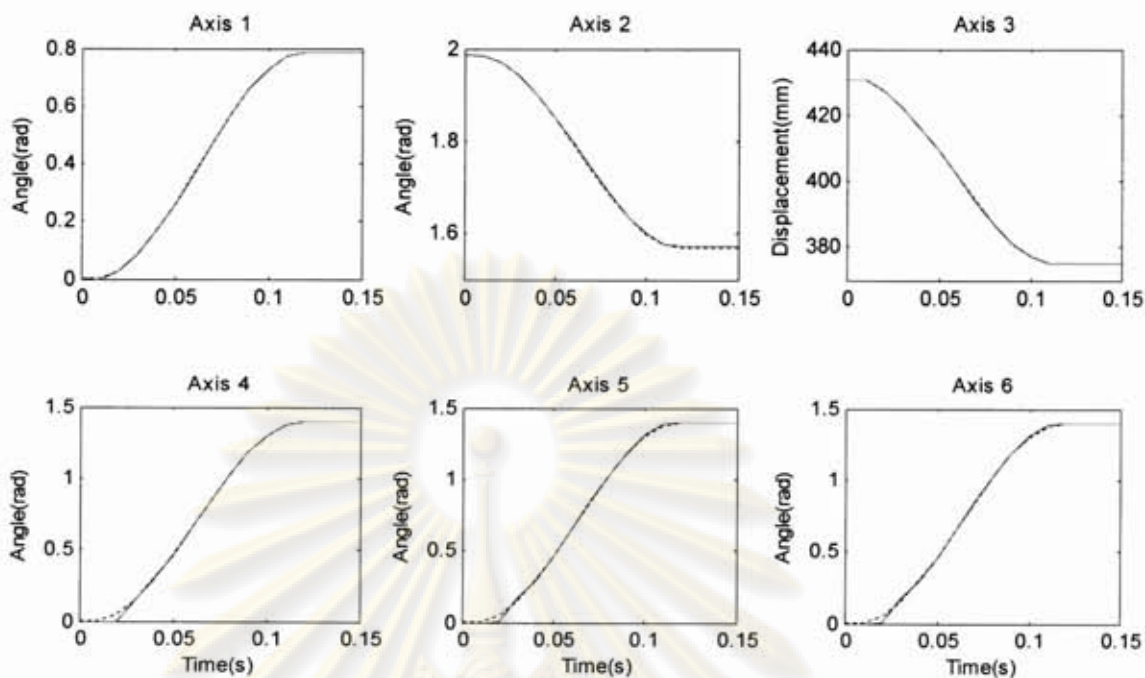 Axis 1
Axis 2
Axis 3
Angle(rad)
0.8
0.6
0.4
0.2
0
0 0.05 0.1 0.15
Angle(rad)
2
1.8
1.6
0 0.05 0.1 0.15
Displacement(mm)
440
420
400
380
0 0.05 0.1 0.15
Axis 4
Axis 5
Axis 6
Angle(rad)
1.5
1
0.5
0
0 0.05 0.1 0.15
Time(s)
Angle(rad)
1.5
1
0.5
0
0 0.05 0.1 0.15
Time(s)
Angle(rad)
1.5
1
0.5
0
0 0.05 0.1 0.15
Time(s)